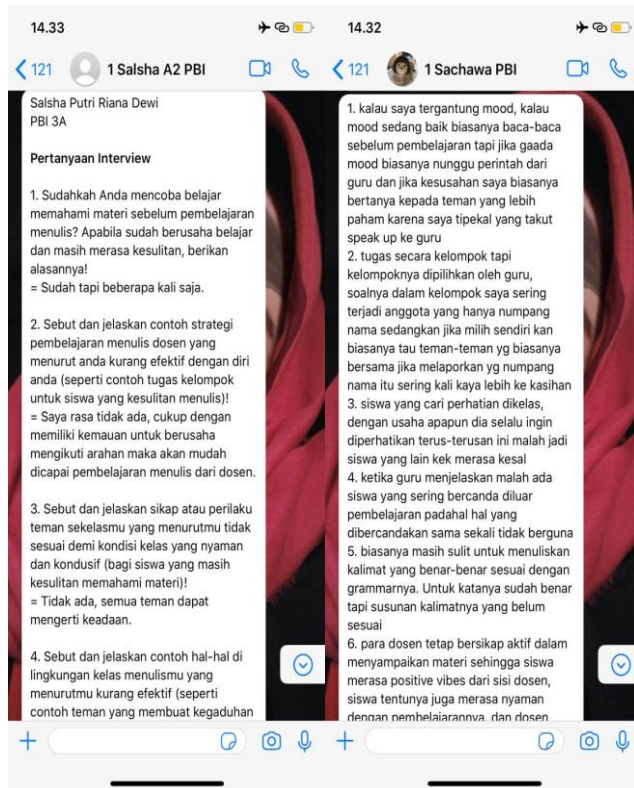 14.33
121
1 Salsha A2 PBI
Salsha Putri Riana Dewi
PBI 3A
Pertanyaan Interview
1. Sudahkah Anda mencoba belajar
memahami materi sebelum pembelajaran
menulis? Apabila sudah berusaha belajar
dan masih merasa kesulitan, berikan
alasannya!
= Sudah tapi beberapa kali saja.
2. Sebut dan jelaskan contoh strategi
pembelajaran menulis dosen yang
menurut anda kurang efektif dengan diri
anda (seperti contoh tugas kelompok
untuk siswa yang kesulitan menulis)!
= Saya rasa tidak ada, cukup dengan
memiliki kemauan untuk berusaha
mengikuti arahan maka akan mudah
dicapai pembelajaran menulis dari dosen.
3. Sebut dan jelaskan sikap atau perilaku
teman sekelasmu yang menurutmu tidak
sesuai demi kondisi kelas yang nyaman
dan kondusif (bagi siswa yang masih
kesulitan memahami materi)!
= Tidak ada, semua teman dapat
mengerti keadaan.
4. Sebut dan jelaskan contoh hal-hal di
lingkungan kelas menulismu yang
menurutmu kurang efektif (seperti
contoh teman yang membuat kegaduhan
14.32
121
1 Sachawa PBI
1. kalau saya tergantung mood, kalau
mood sedang baik biasanya baca-baca
sebelum pembelajaran tapi jika gaada
mood biasanya nunggu perintah dari
guru dan jika kesusahan saya biasanya
bertanya kepada teman yang lebih
paham karena saya tipekal yang takut
speak up ke guru
2. tugas secara kelompok tapi
kelompoknya dipilihkan oleh guru,
soalnya dalam kelompok saya sering
terjadi anggota yang hanya numpang
nama sedangkan jika milih sendiri kan
biasanya tau teman-teman yg biasanya
bersama jika melaporkan yg numpang
nama itu sering kali kaya lebih ke kasihan
3. siswa yang cari perhatian dikelas,
dengan usaha apapun dia selalu ingin
diperhatikan terus-terusan ini malah jadi
siswa yang lain kek merasa kesal
4. ketika guru menjelaskan malah ada
siswa yang sering bercanda diluar
pembelajaran padahal hal yang
dibercandakan sama sekali tidak berguna
5. biasanya masih sulit untuk menuliskan
kalimat yang benar-benar sesuai dengan
grammarnya. Untuk katanya sudah benar
tapi susunan kalimatnya yang belum
sesuai
6. para dosen tetap bersikap aktif dalam
menyampaikan materi sehingga siswa
merasa positive vibes dari sisi dosen,
siswa tentunya juga merasa nyaman
dengan pembelajarannya, dan dosen